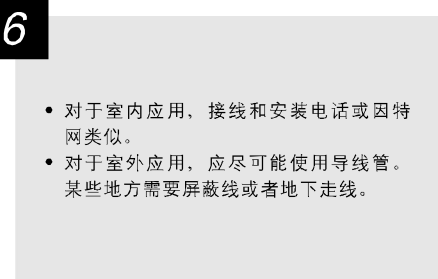 6
• 对于室内应用，接线和安装电话或因特
网类似。
• 对于室外应用，应尽可能使用导线管。
某些地方需要屏蔽线或者地下走线。